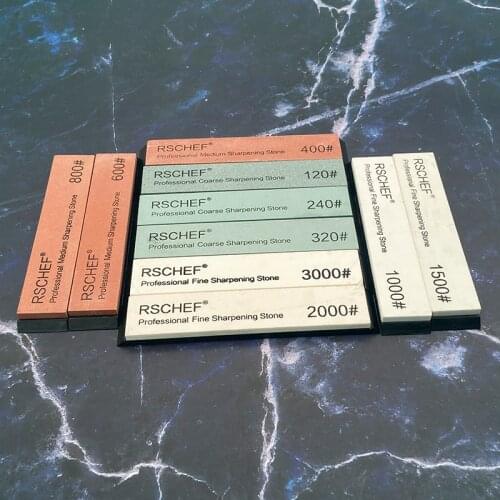 RSCHEF®
Professional Medium Sharpening Stone
800#
RSCHEF®
Professional Medium Sharpening Stone
600#
RSCHEF®
Professional Medium Sharpening Stone
400#
RSCHEF®
Professional Coarse Sharpening Stone
120#
RSCHEF®
Professional Coarse Sharpening Stone
240#
RSCHEF®
Professional Coarse Sharpening Stone
320#
RSCHEF®
Professional Fine Sharpening Stone
3000#
RSCHEF®
Professional Fine Sharpening Stone
2000#
RSCHEF®
Professional Fine Sharpening Stone
1000#
RSCHEF®
Professional Fine Sharpening Stone
1500#